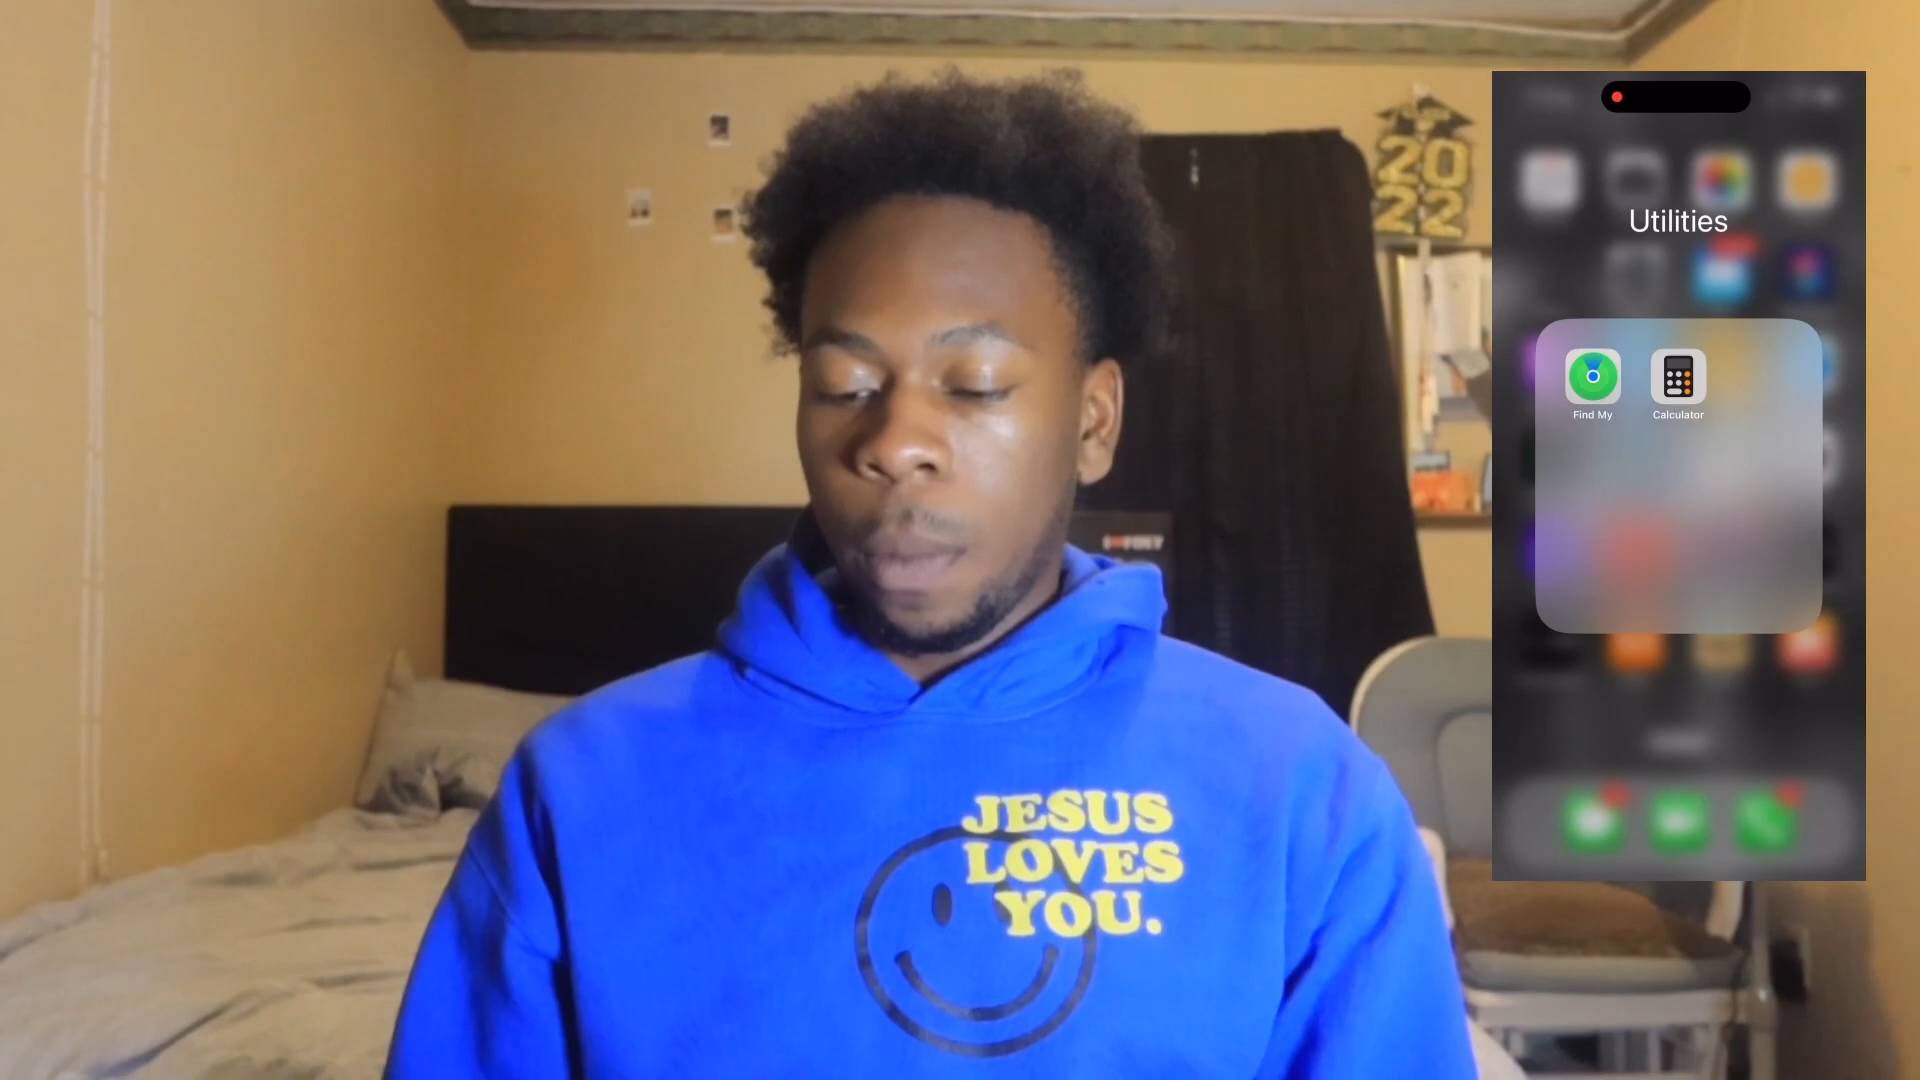 20
22
JESUS
LOVES
YOU.
Utilities
Find My
Calculator